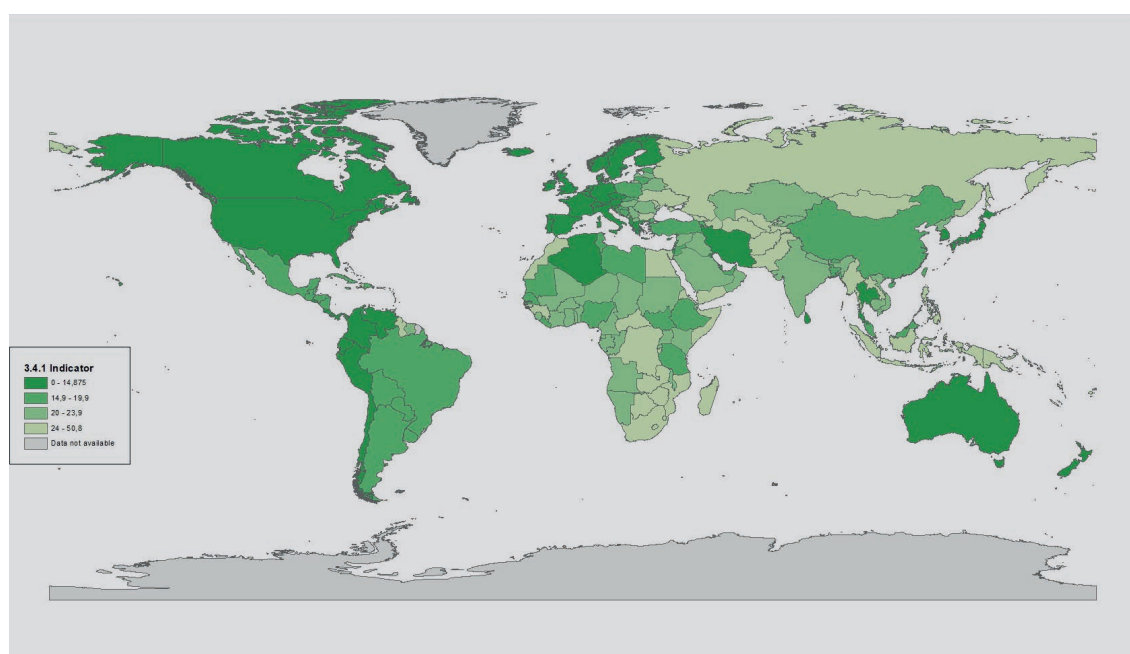 3.4.1 Indicator
0 - 14,875
14,9 - 19,9
20 - 23,9
24 - 50,8
Data not available